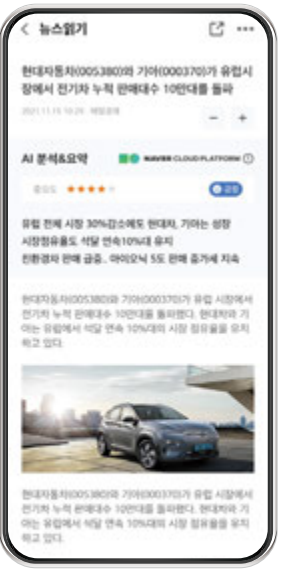 뉴스읽기
현대자동차(005380)와 기아(000370)가 유럽시
장에서 전기차 누적 판매대수 10만대를 돌파
2021.11.15 10:29
AI 분석&요약 NAVER CLOUD PLATFORM
중요도
긍정
유럽 전체 시장 30%감소에도 현대차, 기아는 성장
시장점유율도 석달 연속10%대 유지
친환경차 판매 급증.. 아이오닉 5도 판매 증가세 지속
현대자동차(005380)와 기아(000370)가 유럽 시장에서
전기차 누적 판매대수 10만대를 돌파했다. 현대차와 기
아는 유럽에서 석달 연속 10%대의 시장 점유율을 유지
하고 있다.
현대자동차(005380)와 기아(000370)가 유럽 시장에서
전기차 누적 판매대수 10만대를 돌파했다. 현대차와 기
아는 유럽에서 석달 연속 10%대의 시장 점유율을 유지
하고 있다.